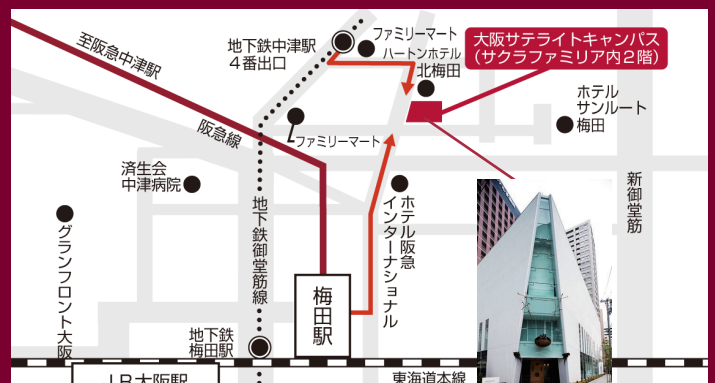 ファミリーマート
地下鉄中津駅
4番出口
ハートンホテル
北梅田
大阪サテライトキャンパス
（サクラファミリア内2階）
至阪急中津駅
阪急線
ファミリーマート
ホテル
サンルート
梅田
済生会
中津病院
新御堂筋
グランフロント大阪
地下鉄御堂筋線
ホテル阪急
インターナショナル
梅田駅
地下鉄
梅田駅
JR大阪駅
東海道本線